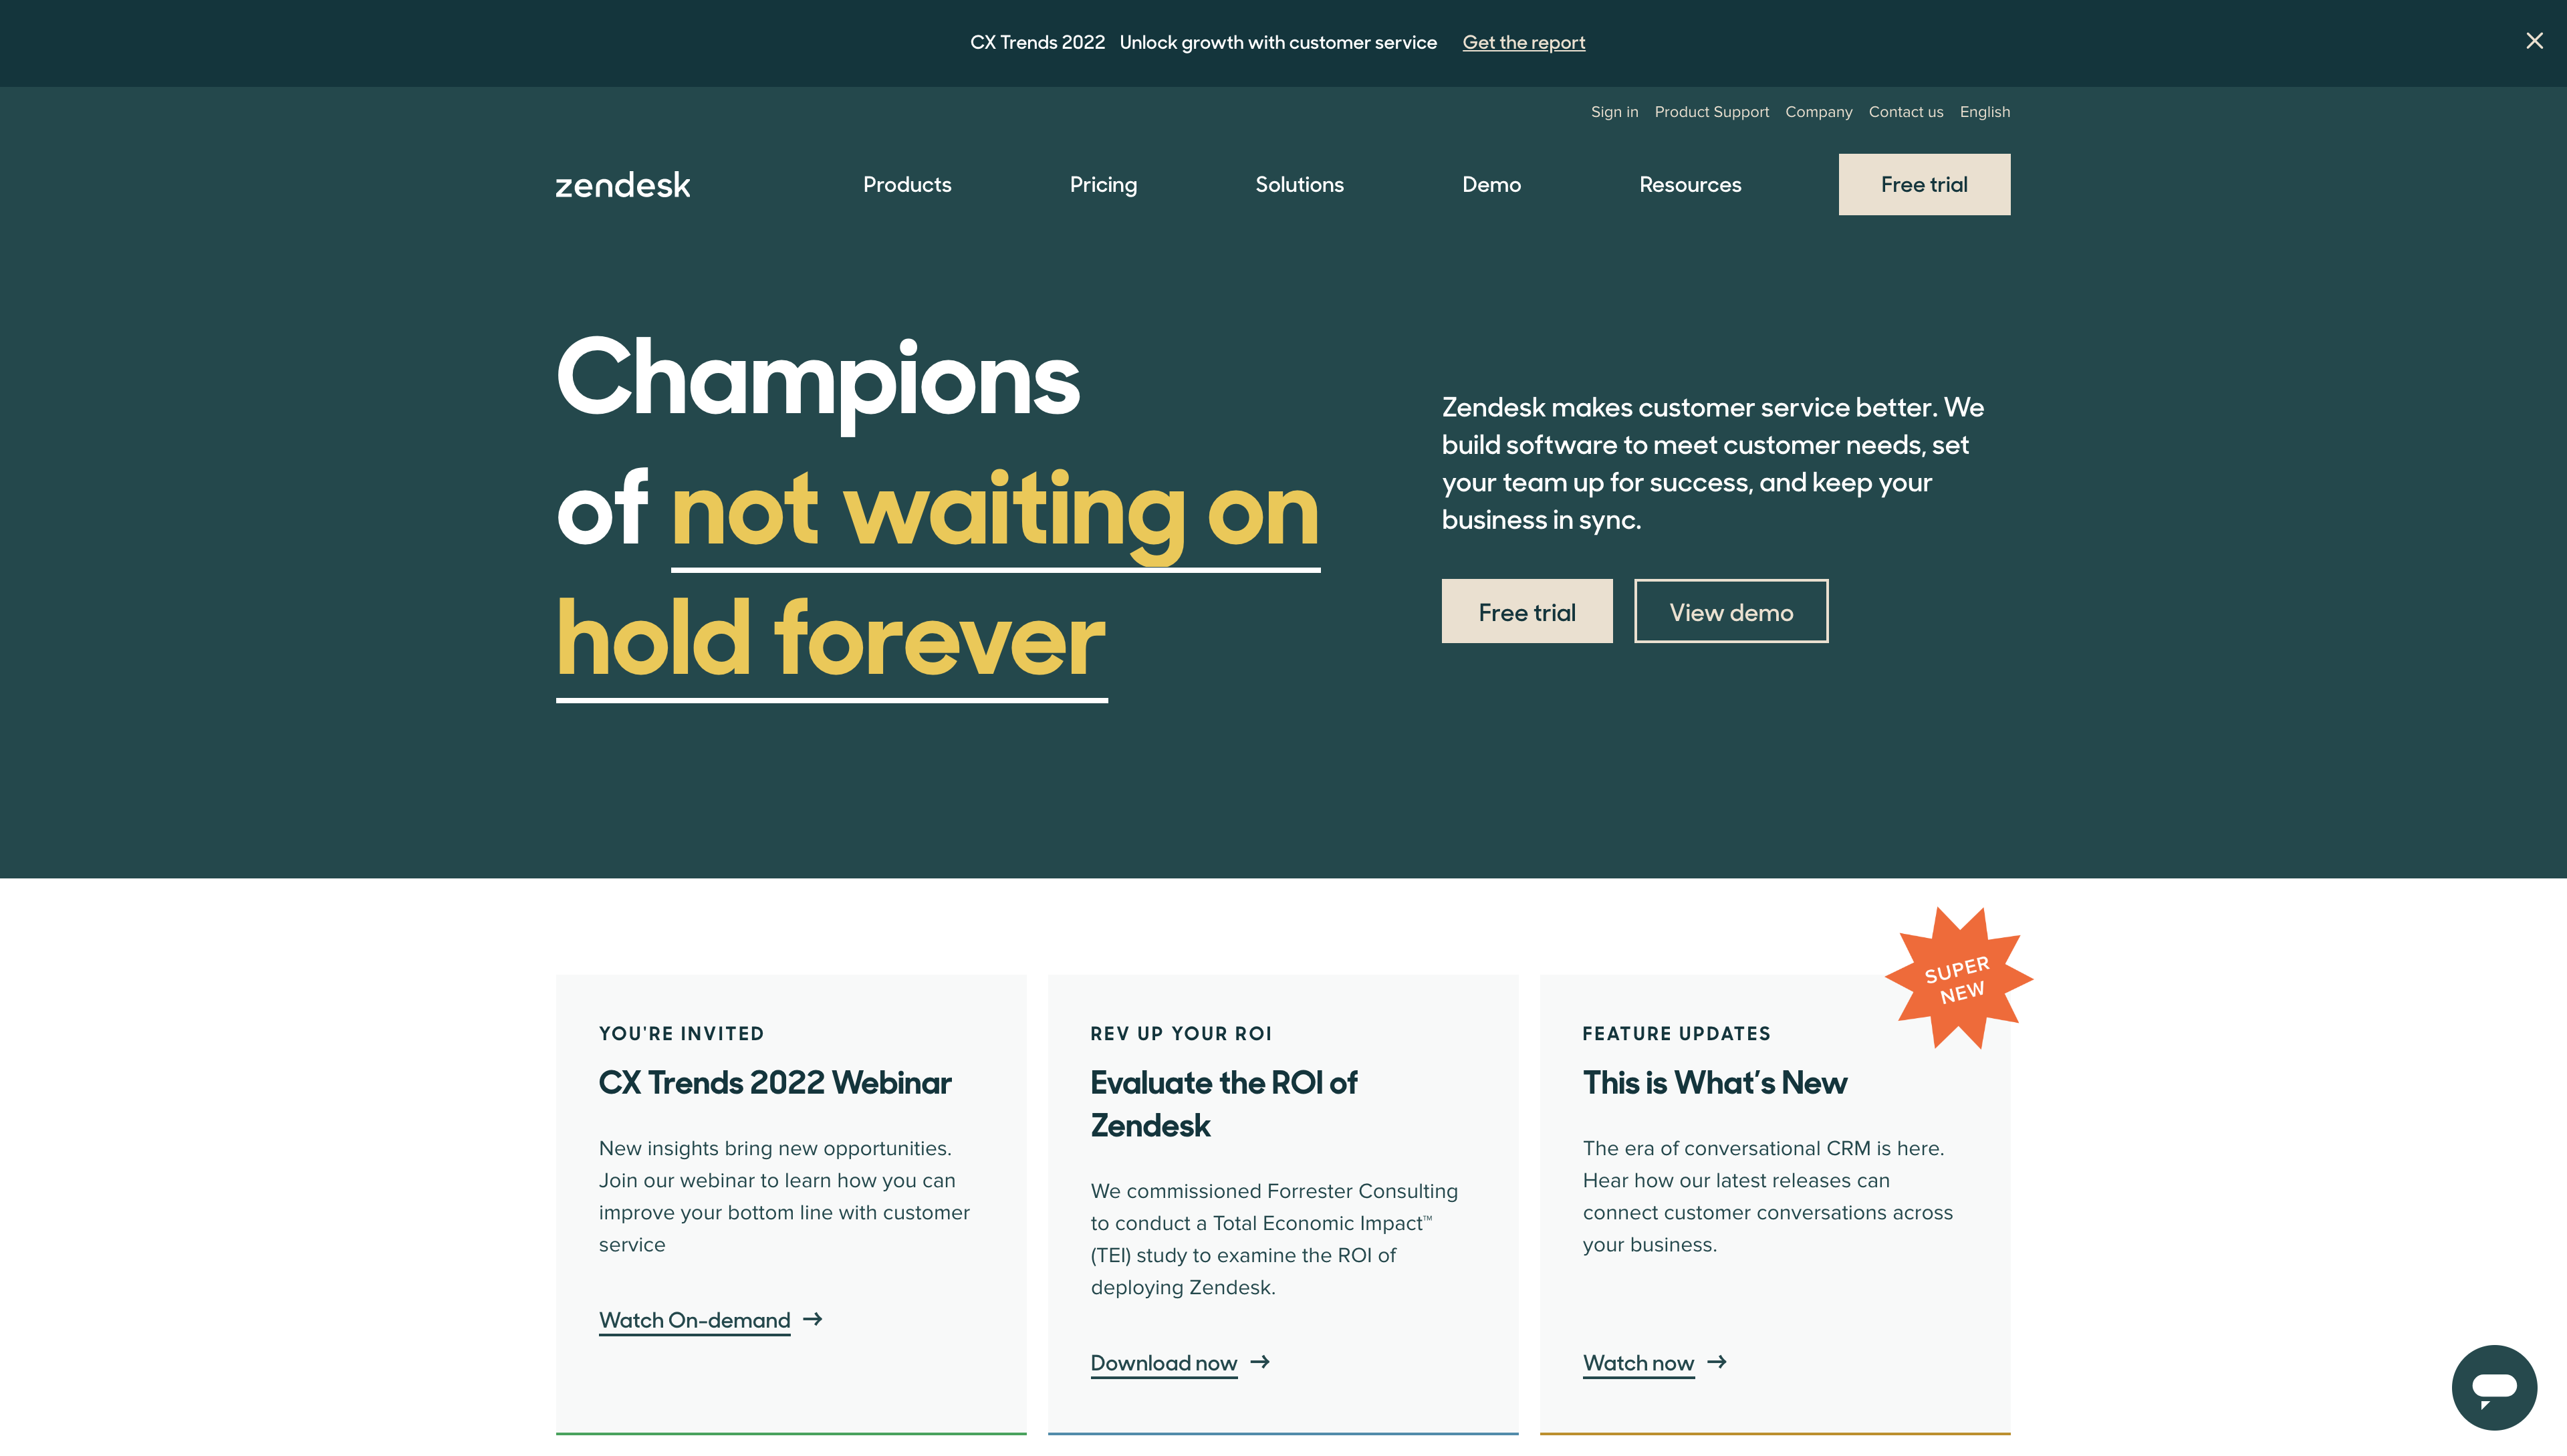 CX Trends 2022 Unlock growth with customer service Get the report
Sign in Product Support Company Contact us English
zendesk Products Pricing Solutions Demo Resources Free trial
Champions
of not waiting on
hold forever
Zendesk makes customer service better. We
build software to meet customer needs, set
your team up for success, and keep your
business in sync.
Free trial View demo
YOU'RE INVITED
CX Trends 2022 Webinar
New insights bring new opportunities.
Join our webinar to learn how you can
improve your bottom line with customer
service
Watch On-demand →
REV UP YOUR ROI
Evaluate the ROI of
Zendesk
We commissioned Forrester Consulting
to conduct a Total Economic Impact™
(TEI) study to examine the ROI of
deploying Zendesk.
Download now →
SUPER
NEW
FEATURE UPDATES
This is What's New
The era of conversational CRM is here.
Hear how our latest releases can
connect customer conversations across
your business.
Watch now →